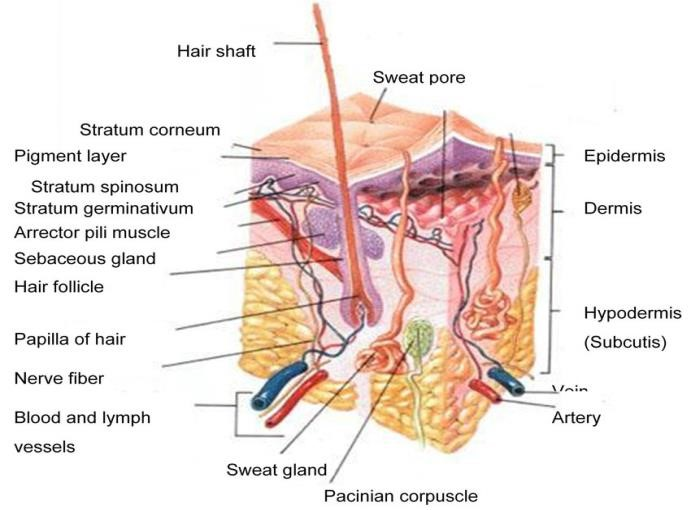 Hair shaft
Sweat pore
Stratum corneum
Pigment layer
Stratum spinosum
Stratum germinativum
Arrector pili muscle
Sebaceous gland
Hair follicle
Papilla of hair
Nerve fiber
Blood and lymph
vessels
Sweat gland
Pacinian corpuscle
Epidermis
Dermis
Hypodermis
(Subcutis)
Vein
Artery